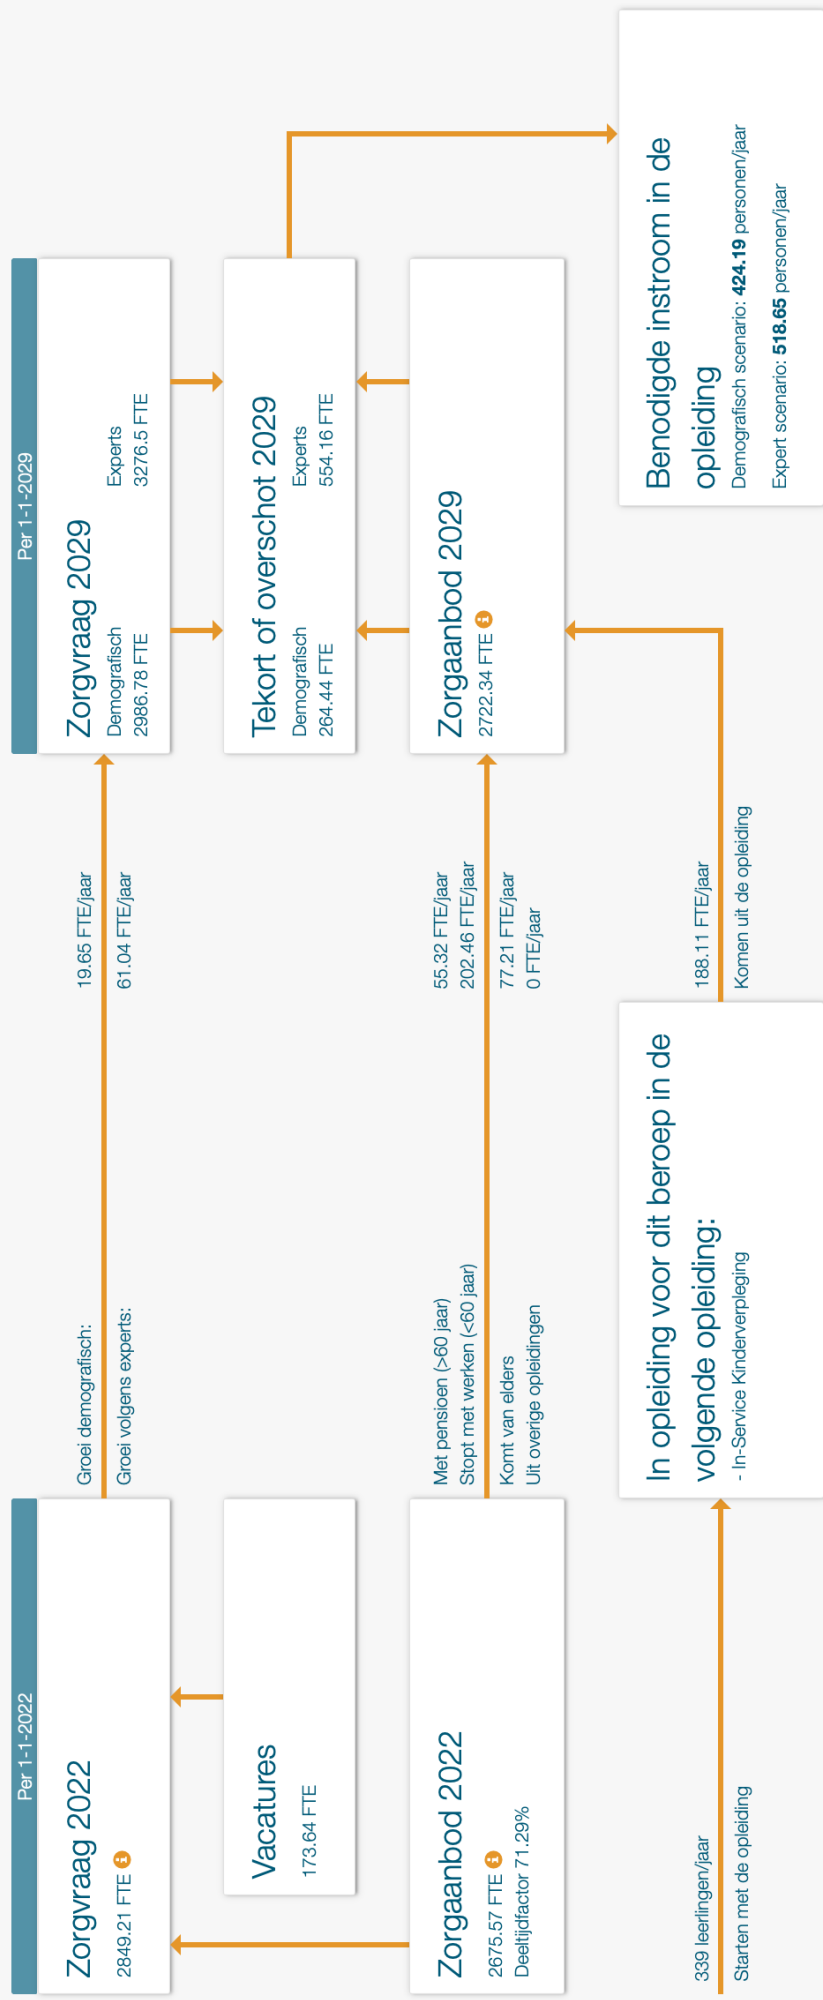 Per 1-1-2022
Per 1-1-2029
Zorgvraag 2022
2849.21 FTE
Groei demografisch:
19.65 FTE/jaar
Groei volgens experts:
61.04 FTE/jaar
Zorgvraag 2029
Demografisch
2986.78 FTE
Experts
3276.5 FTE
Vacatures
173.64 FTE
Tekort of overschot 2029
Demografisch
264.44 FTE
Experts
554.16 FTE
Zorgaanbod 2022
2675.57 FTE
Deeltijdfactor 71.29%
Met pensioen (>60 jaar)
55.32 FTE/jaar
Stopt met werken (<60 jaar)
202.46 FTE/jaar
Komt van elders
77.21 FTE/jaar
Uit overige opleidingen
0 FTE/jaar
Zorgaanbod 2029
2722.34 FTE
339 leerlingen/jaar
Starten met de opleiding
In opleiding voor dit beroep in de
volgende opleiding:
- In-Service Kinderverpleging
188.11 FTE/jaar
Komen uit de opleiding
Benodigde instroom in de
opleiding
Demografisch scenario: 424.19 personen/jaar
Expert scenario: 518.65 personen/jaar